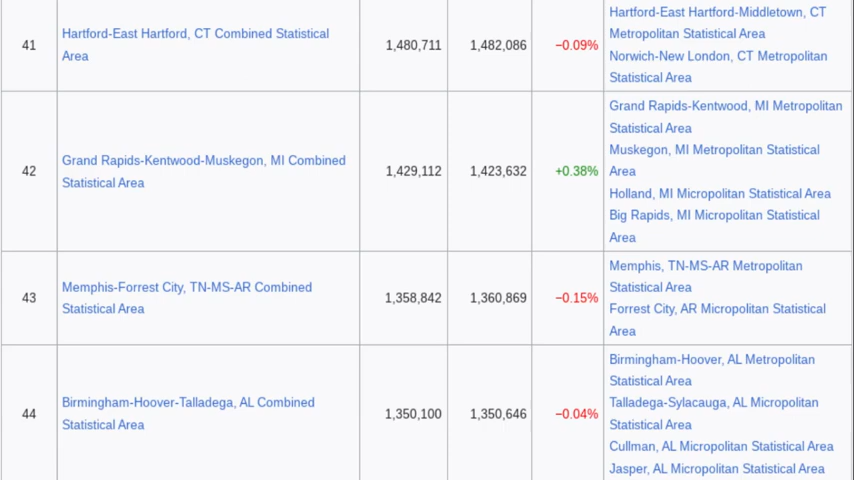 41
Hartford-East Hartford, CT Combined Statistical
Area
1,480,711
1,482,086
−0.09%
Hartford-East Hartford-Middletown, CT
Metropolitan Statistical Area
Norwich-New London, CT Metropolitan
Statistical Area
42
Grand Rapids-Kentwood-Muskegon, MI Combined
Statistical Area
1,429,112
1,423,632
+0.38%
Grand Rapids-Kentwood, MI Metropolitan
Statistical Area
Muskegon, MI Metropolitan Statistical
Area
Holland, MI Micropolitan Statistical Area
Big Rapids, MI Micropolitan Statistical
Area
43
Memphis-Forrest City, TN-MS-AR Combined
Statistical Area
1,358,842
1,360,869
−0.15%
Memphis, TN-MS-AR Metropolitan
Statistical Area
Forrest City, AR Micropolitan Statistical
Area
44
Birmingham-Hoover-Talladega, AL Combined
Statistical Area
1,350,100
1,350,646
−0.04%
Birmingham-Hoover, AL Metropolitan
Statistical Area
Talladega-Sylacauga, AL Micropolitan
Statistical Area
Cullman, AL Micropolitan Statistical Area
Jasper, AL Micropolitan Statistical Area